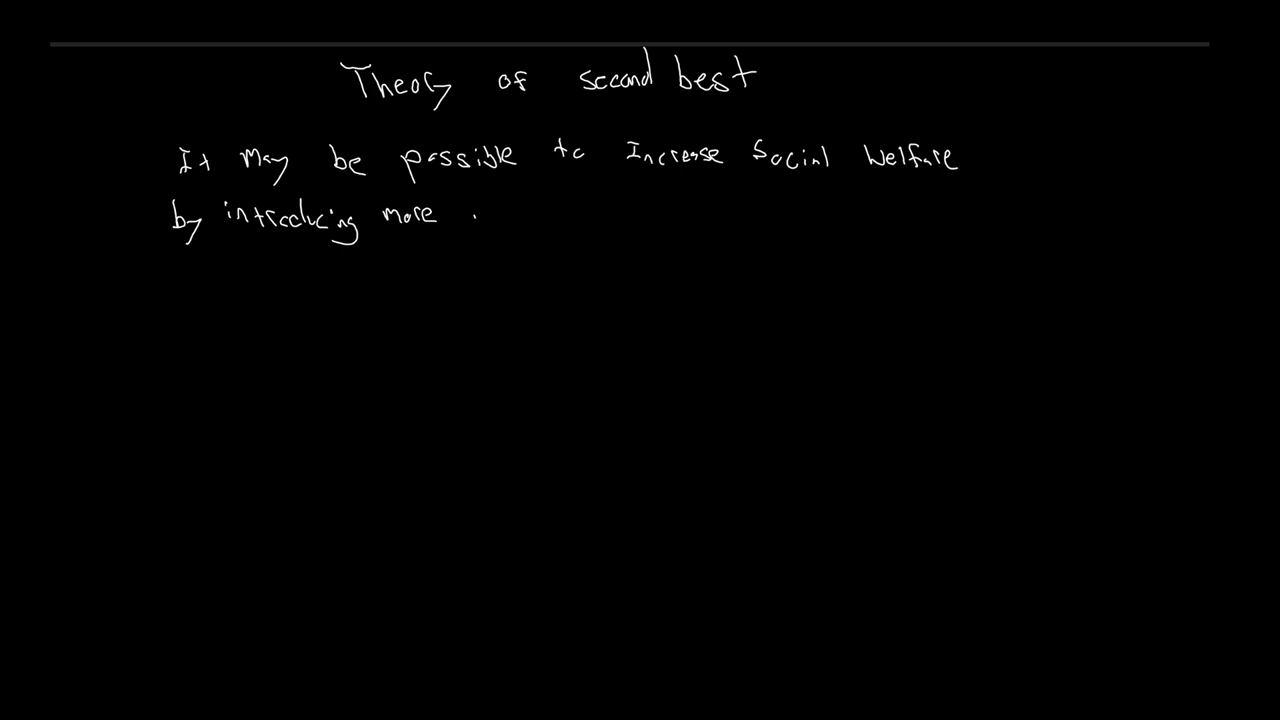 Theory of second best
It may be possible to Increase Social Welfare
by introducing more